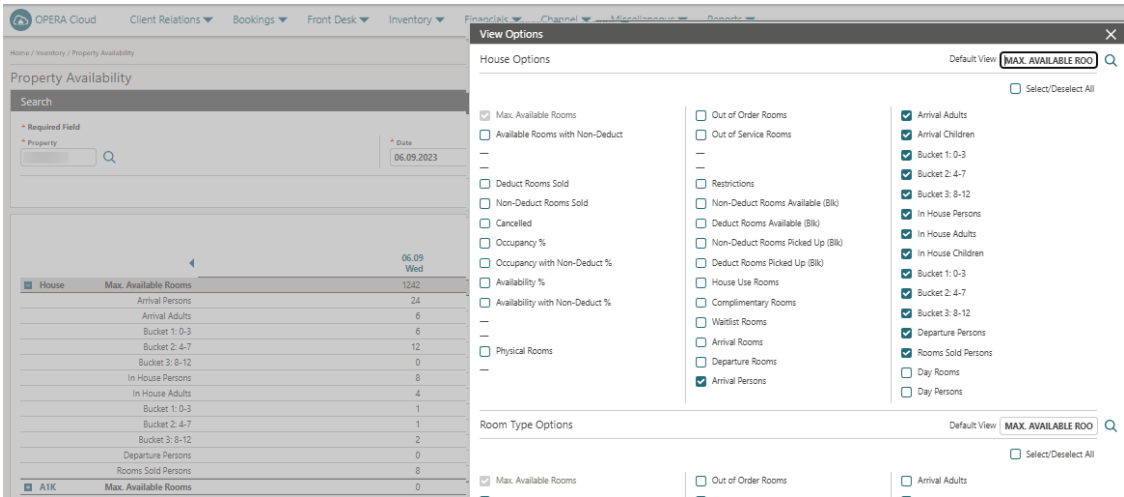 OPERA Cloud Client Relations Bookings Front Desk Inventory Financials Channel Miscellaneous Reports
View Options
Home / Inventory / Property Availability
House Options
Default View MAX. AVAILABLE ROO
Property Availability
Select/Deselect All
Search
* Required Field
* Property
* Date
06.09.2023
Max. Available Rooms
Available Rooms with Non-Deduct
—
—
Deduct Rooms Sold
Non-Deduct Rooms Sold
Cancelled
Occupancy %
Occupancy with Non-Deduct %
Availability %
Availability with Non-Deduct %
—
—
Physical Rooms
—
Out of Order Rooms
Out of Service Rooms
—
—
Restrictions
Non-Deduct Rooms Available (Blk)
Deduct Rooms Available (Blk)
Non-Deduct Rooms Picked Up (Blk)
Deduct Rooms Picked Up (Blk)
House Use Rooms
Complimentary Rooms
Waitlist Rooms
Arrival Rooms
Departure Rooms
Arrival Persons
Arrival Adults
Arrival Children
Bucket 1: 0-3
Bucket 2: 4-7
Bucket 3: 8-12
In House Persons
In House Adults
In House Children
Bucket 1: 0-3
Bucket 2: 4-7
Bucket 3: 8-12
Departure Persons
Rooms Sold Persons
Day Rooms
Day Persons
06.09
Wed
House Max. Available Rooms 1242
Arrival Persons 24
Arrival Adults 6
Bucket 1: 0-3 6
Bucket 2: 4-7 12
Bucket 3: 8-12 0
In House Persons 8
In House Adults 4
Bucket 1: 0-3 1
Bucket 2: 4-7 1
Bucket 3: 8-12 2
Departure Persons 0
Rooms Sold Persons 8
A1K Max. Available Rooms 0
Room Type Options
Default View MAX. AVAILABLE ROO
Select/Deselect All
Max. Available Rooms
Out of Order Rooms
Arrival Adults